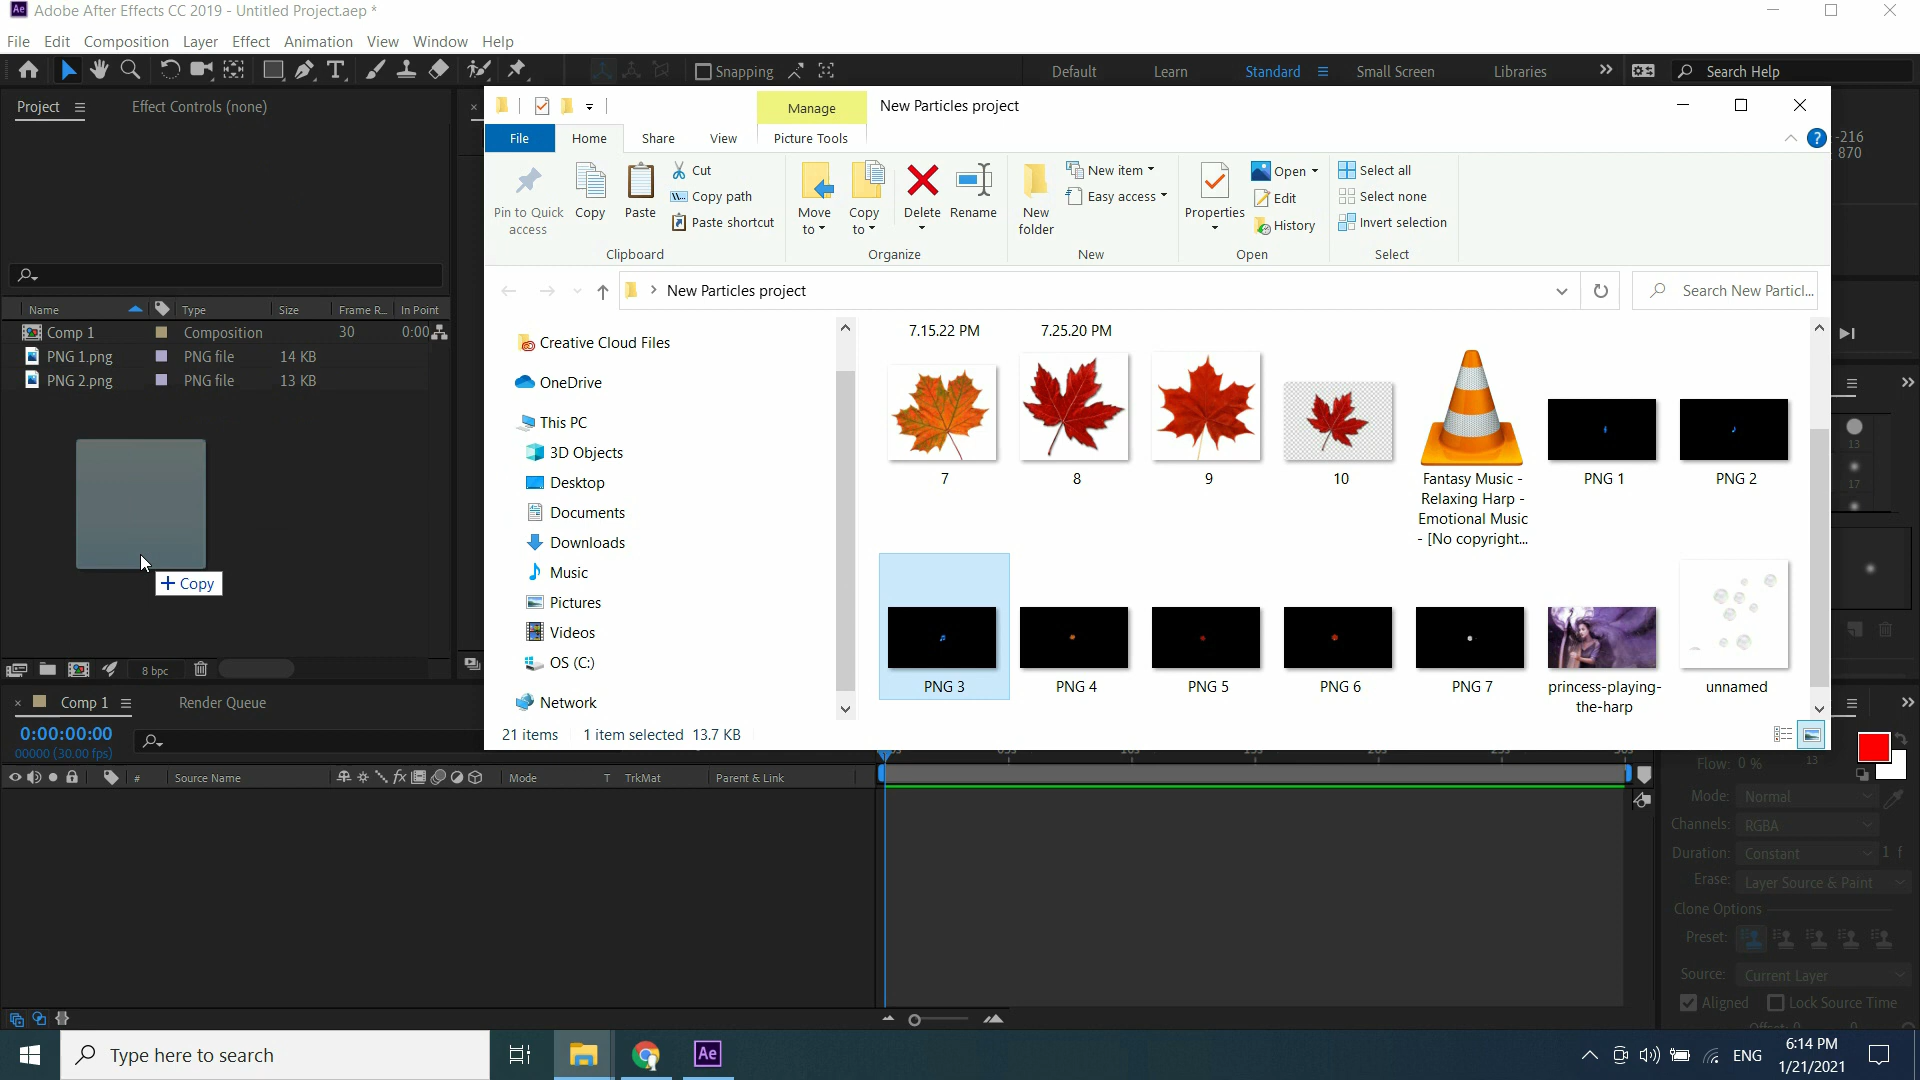 Ae Adobe After Effects CC 2019 - Untitled Project.aep *
File Edit Composition Layer Effect Animation View Window Help
Snapping Default Learn Standard Small Screen Libraries Search Help
Project Effect Controls (none)
-216
870
Manage New Particles project
File Home Share View Picture Tools
Pin to Quick access
Copy
Paste
Cut
Copy path
Paste shortcut
Move to
Copy to
Delete
Rename
New folder
New item
Easy access
Properties
Open
Edit
History
Select all
Select none
Invert selection
Clipboard Organize New Open Select
New Particles project
Search New Particl...
Name Type Size Frame R... In Point
Comp 1 Composition 30 0:00
PNG 1.png PNG file 14 KB
PNG 2.png PNG file 13 KB
+ Copy
8 bpc
Creative Cloud Files
OneDrive
This PC
3D Objects
Desktop
Documents
Downloads
Music
Pictures
Videos
OS (C:)
Network
7.15.22 PM 7.25.20 PM
7 8 9 10
Fantasy Music -
Relaxing Harp -
Emotional Music
- [No copyright...
PNG 1 PNG 2
PNG 3 PNG 4 PNG 5 PNG 6 PNG 7
princess-playing-
the-harp
unnamed
21 items 1 item selected 13.7 KB
13
17
Comp 1 Render Queue
0:00:00:00
00000 (30.00 fps)
# Source Name Mode T TrkMat Parent & Link
Flow: 0 % 13
Mode: Normal
Channels: RGBA
Duration: Constant 1 f
Erase: Layer Source & Paint
Clone Options
Preset:
Source: Current Layer
Aligned Lock Source Time
Type here to search
Ae
ENG
6:14 PM
1/21/2021